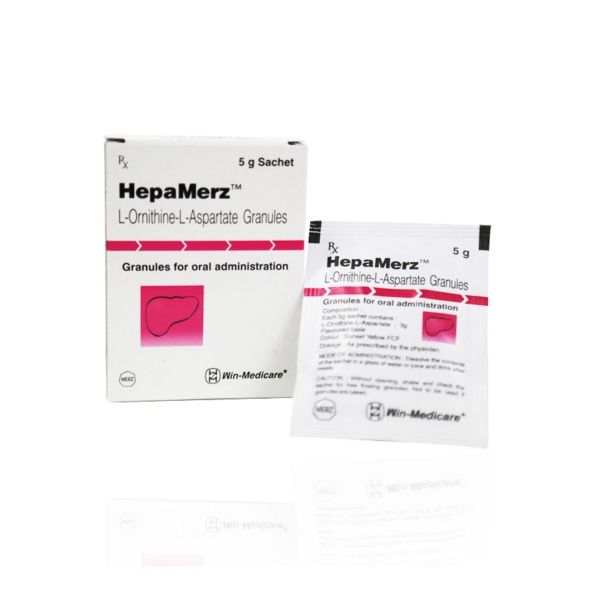 Rx
5 g Sachet
HepaMerz™
L-Ornithine-L-Aspartate Granules
Granules for oral administration
MERZ
Win-Medicare®
Rx
5 g
HepaMerz™
L-Ornithine-L-Aspartate Granules
Granules for oral administration
Composition :
Each 5g sachet contains :
L-Ornithine-L-Aspartate : 3g
Flavoured base
Colour : Sunset Yellow FCF
Dosage : As prescribed by the physician.
MODE OF ADMINISTRATION : Dissolve the contents
of the sachet in a glass of water or juice and drink after
meals.
CAUTION : Without opening, shake and check the
sachet for free flowing granules. Not to be used if
granules are caked.
MERZ
Win-Medicare®